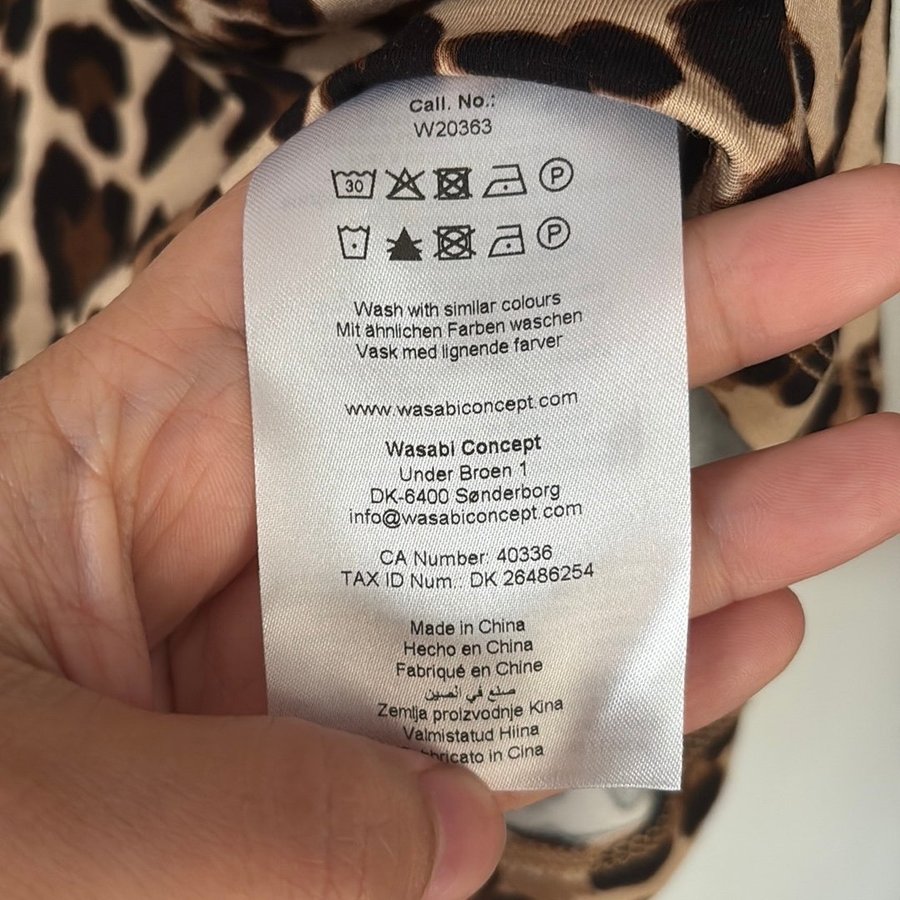 Call. No.:
W20363
30 P
P
Wash with similar colours
Mit ähnlichen Farben waschen
Vask med lignende farver
www.wasabiconcept.com
Wasabi Concept
Under Broen 1
DK-6400 Sønderborg
info@wasabiconcept.com
CA Number: 40336
TAX ID Num.: DK 26486254
Made in China
Hecho en China
Fabriqué en Chine
صنع في الصين
Zemlja proizvodnje Kina
Valmistatud Hiina
in Cina